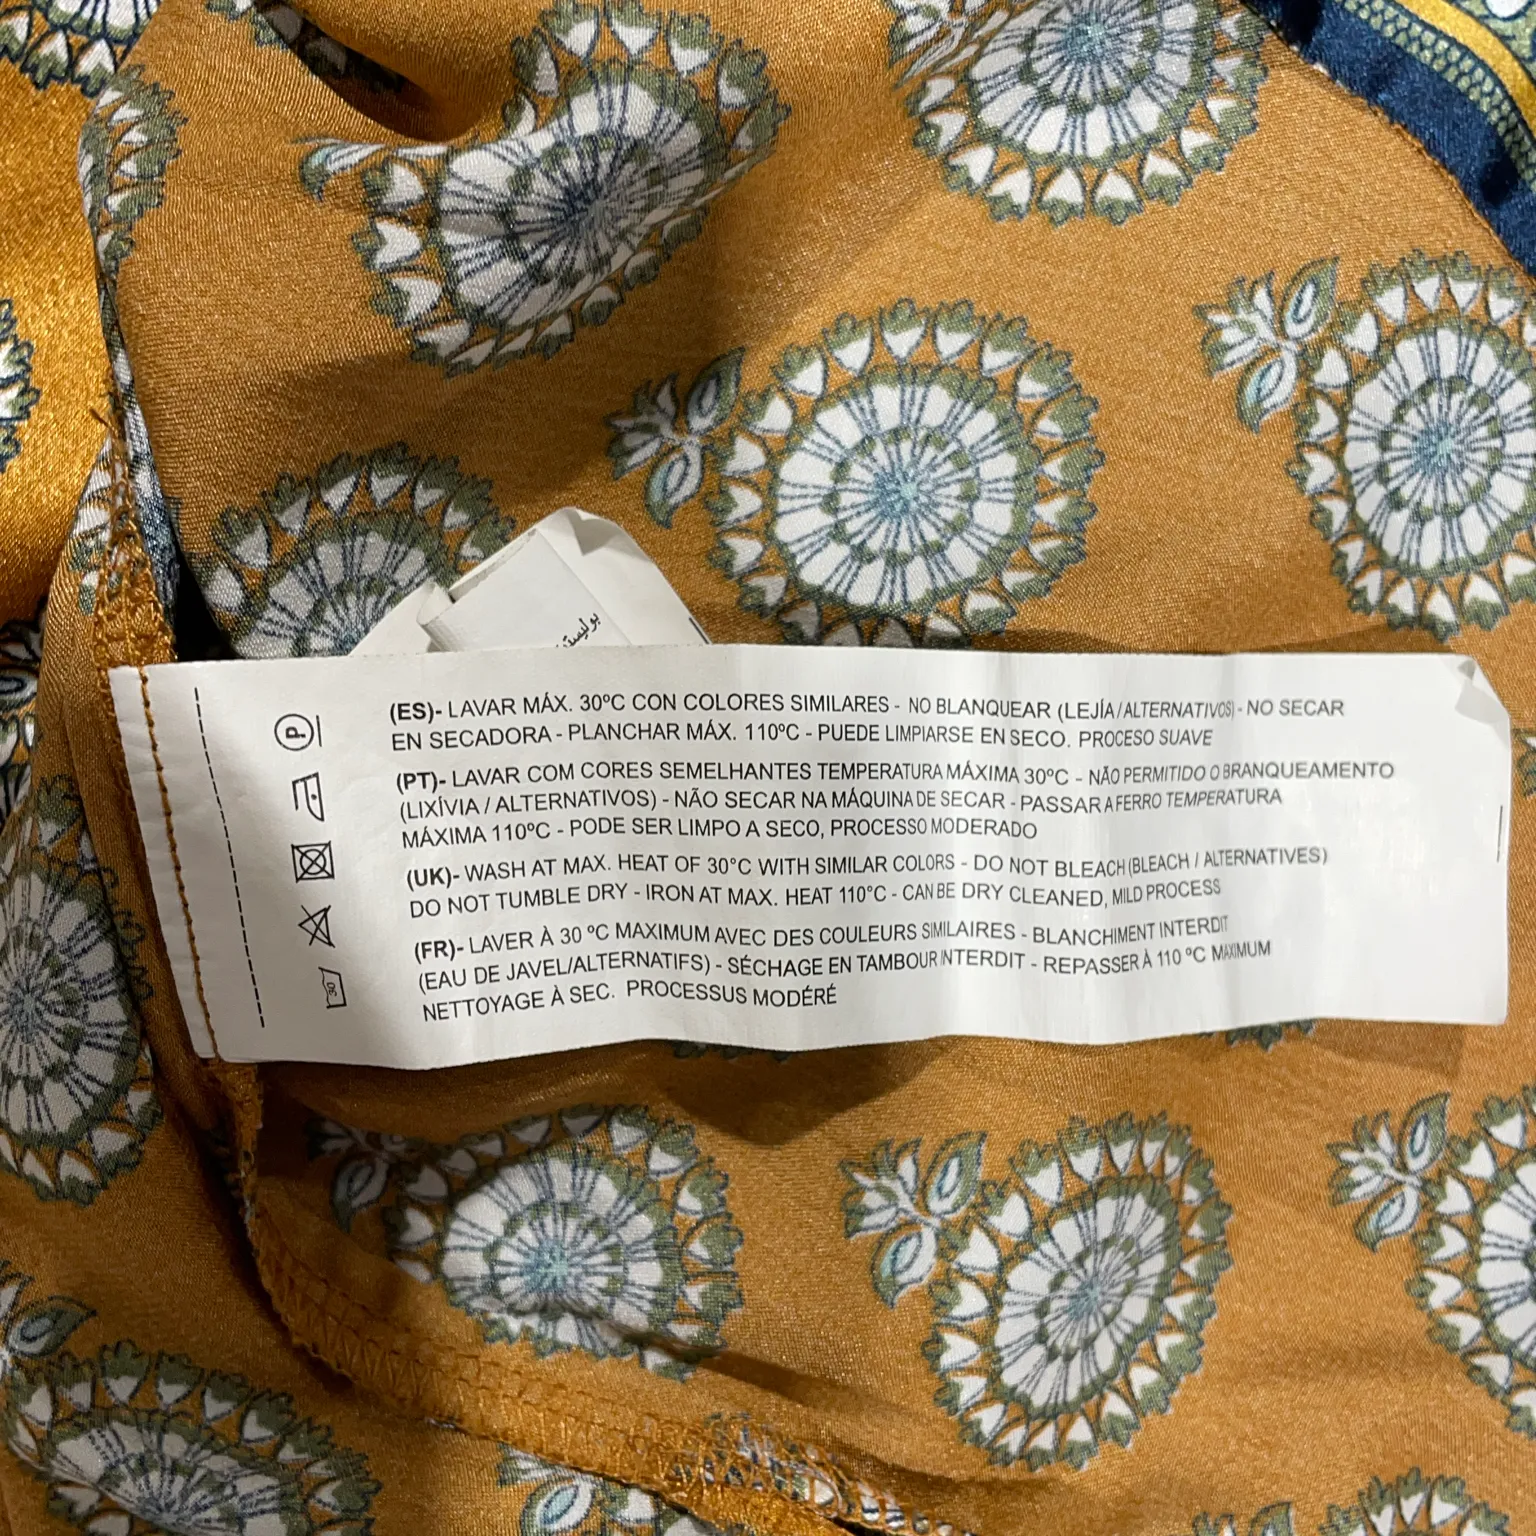 بوليستر
(ES)- LAVAR MÁX. 30ºC CON COLORES SIMILARES - NO BLANQUEAR (LEJÍA/ALTERNATIVOS) - NO SECAR
EN SECADORA - PLANCHAR MÁX. 110ºC - PUEDE LIMPIARSE EN SECO. PROCESO SUAVE
(PT)- LAVAR COM CORES SEMELHANTES TEMPERATURA MÁXIMA 30ºC - NÃO PERMITIDO O BRANQUEAMENTO
(LIXÍVIA / ALTERNATIVOS) - NÃO SECAR NA MÁQUINA DE SECAR - PASSAR A FERRO TEMPERATURA
MÁXIMA 110ºC - PODE SER LIMPO A SECO, PROCESSO MODERADO
(UK)- WASH AT MAX. HEAT OF 30°C WITH SIMILAR COLORS - DO NOT BLEACH (BLEACH / ALTERNATIVES)
DO NOT TUMBLE DRY - IRON AT MAX. HEAT 110°C - CAN BE DRY CLEANED, MILD PROCESS
(FR)- LAVER À 30 ºC MAXIMUM AVEC DES COULEURS SIMILAIRES - BLANCHIMENT INTERDIT
(EAU DE JAVEL/ALTERNATIFS) - SÉCHAGE EN TAMBOUR INTERDIT - REPASSER À 110 ºC MAXIMUM
NETTOYAGE À SEC. PROCESSUS MODÉRÉ
P
30